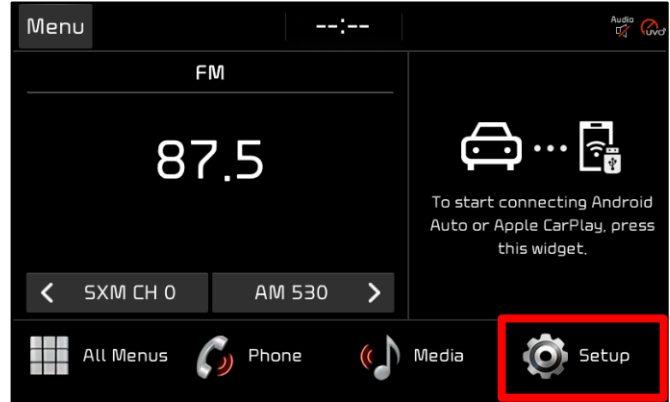 Menu
--:--
Audio
uvo
FM
87.5
To start connecting Android
Auto or Apple CarPlay, press
this widget.
SXM CH 0
AM 530
All Menus
Phone
Media
Setup